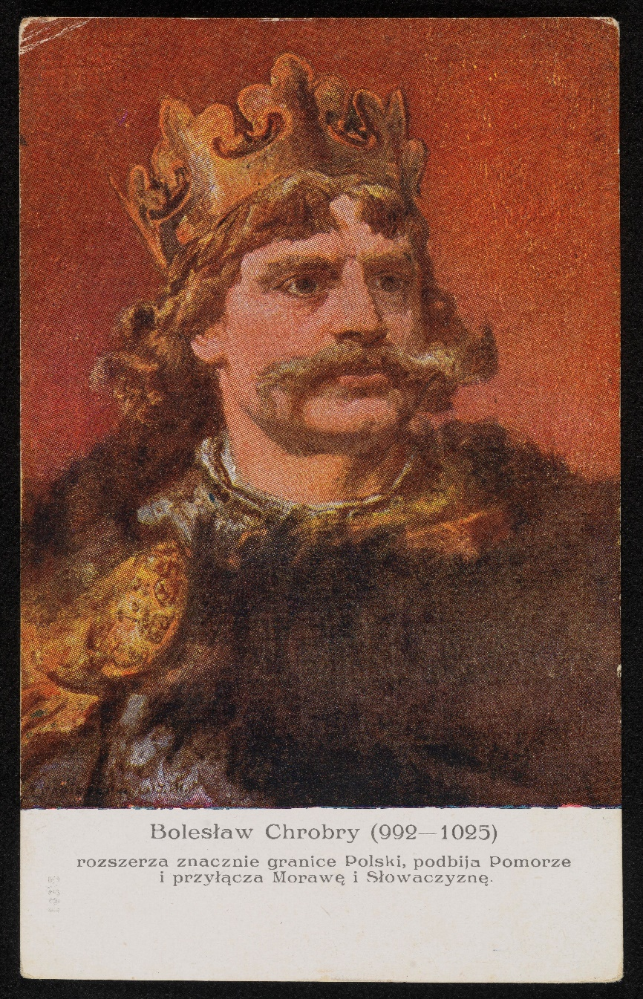 Bolesław Chrobry (992—1025)
rozszerza znacznie granice Polski, podbija Pomorze
i przyłącza Morawę i Słowaczyznę.